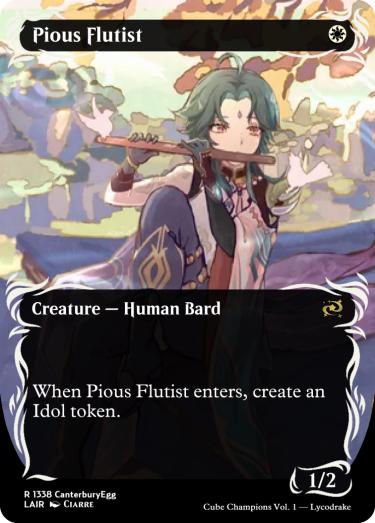 Pious Flutist
Creature — Human Bard
When Pious Flutist enters, create an
Idol token.
1/2
R 1338 CanterburyEgg
LAIR CIARRE
Cube Champions Vol. 1 — Lycodrake